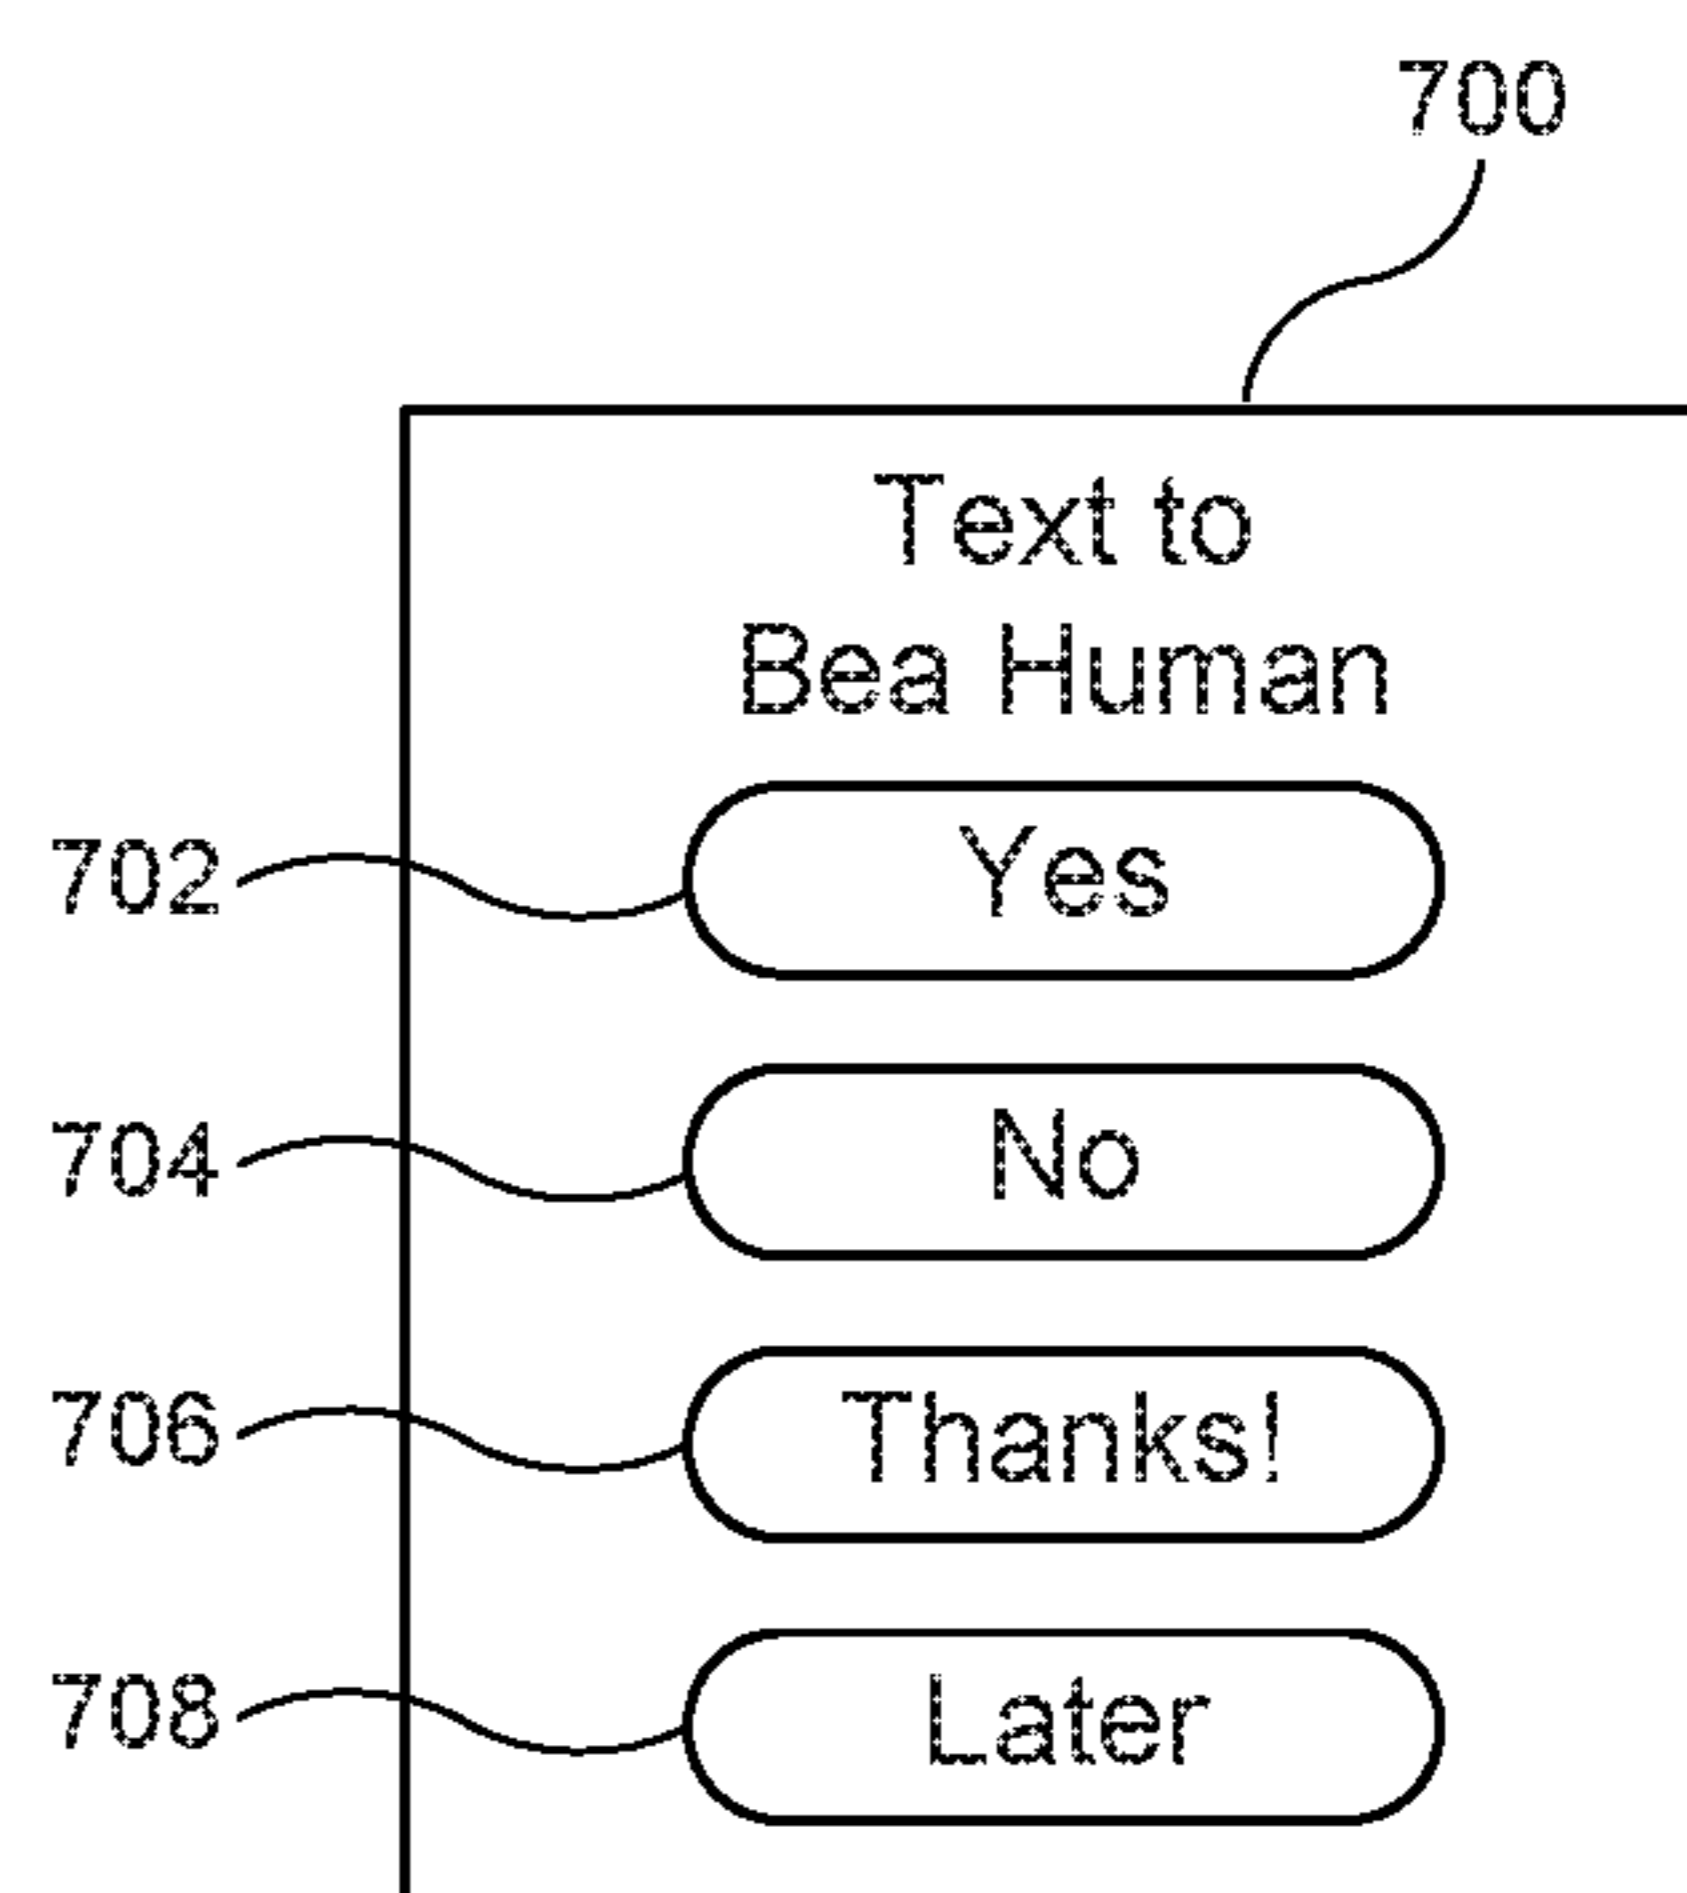 700
Text to
Bea Human
702 Yes
704 No
706 Thanks!
708 Later